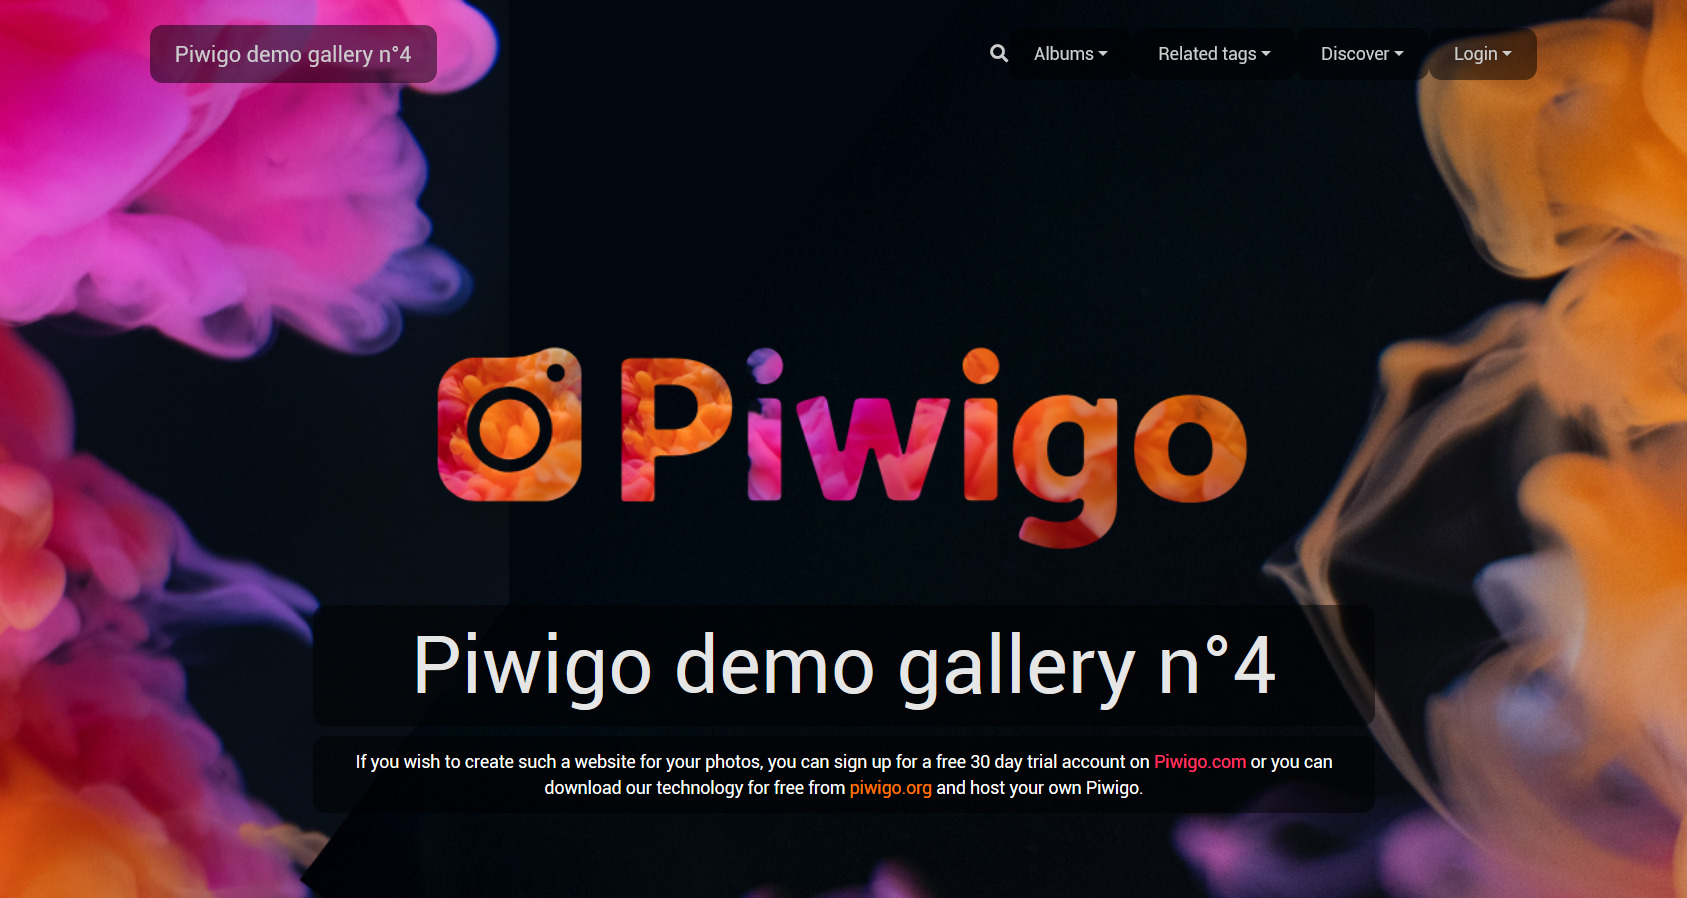 Piwigo demo gallery n°4
Albums
Related tags
Discover
Login
Piwigo
Piwigo demo gallery n°4
If you wish to create such a website for your photos, you can sign up for a free 30 day trial account on Piwigo.com or you can
download our technology for free from piwigo.org and host your own Piwigo.